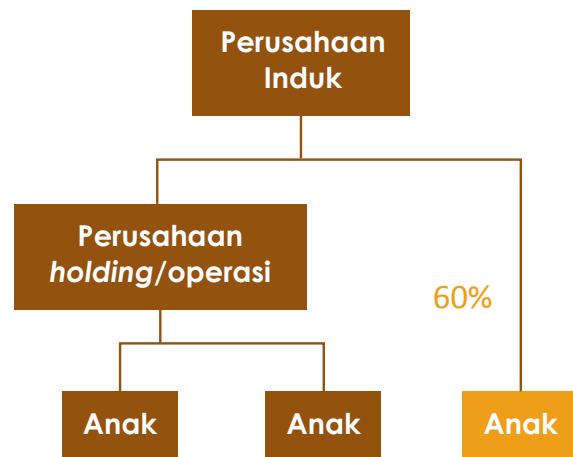 Perusahaan
Induk
Perusahaan
holding/operasi
60%
Anak
Anak
Anak